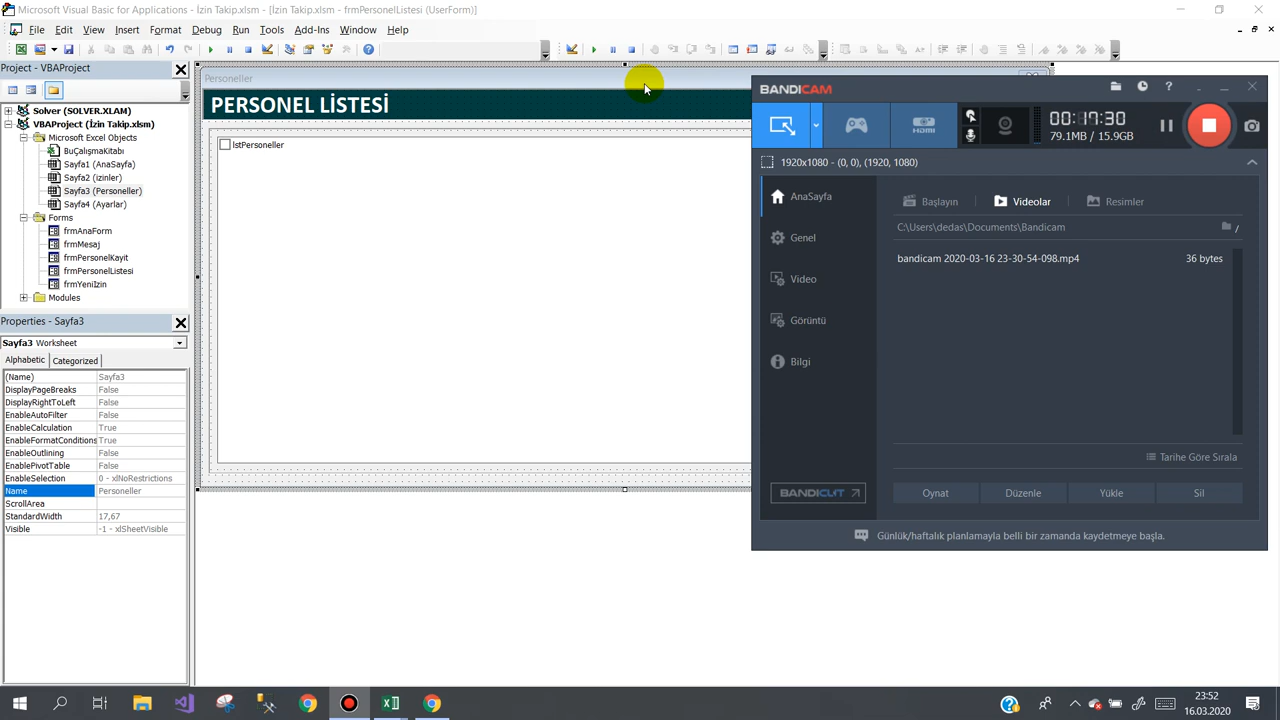 Microsoft Visual Basic for Applications - İzin Takip.xlsm - [İzin Takip.xlsm - frmPersonelListesi (UserForm)]
File Edit View Insert Format Debug Run Tools Add-Ins Window Help
Project - VBAProject
Solver (SOLVER.XLAM)
VBAProject (İzin Takip.xlsm)
Microsoft Excel Objects
BuÇalışmaKitabı
Sayfa1 (AnaSayfa)
Sayfa2 (izinler)
Sayfa3 (Personeller)
Sayfa4 (Ayarlar)
Forms
frmAnaForm
frmMesaj
frmPersonelKayit
frmPersonelListesi
frmYeniIzin
Modules
Properties - Sayfa3
Sayfa3 Worksheet
Alphabetic Categorized
(Name) Sayfa3
DisplayPageBreaks False
DisplayRightToLeft False
EnableAutoFilter False
EnableCalculation True
EnableFormatConditions True
EnableOutlining False
EnablePivotTable False
EnableSelection 0 - xlNoRestrictions
Name Personeller
ScrollArea
StandardWidth 17,67
Visible -1 - xlSheetVisible
Personeller
PERSONEL LİSTESİ
lstPersoneller
BANDICAM
HDMI
00:17:30
79.1MB / 15.9GB
1920x1080 - (0, 0), (1920, 1080)
AnaSayfa
Genel
Video
Görüntü
Bilgi
BANDICUT
Başlayın Videolar Resimler
C:\Users\dedas\Documents\Bandicam
/
bandicam 2020-03-16 23-30-54-098.mp4 36 bytes
Tarihe Göre Sırala
Oynat Düzenle Yükle Sil
Günlük/haftalık planlamayla belli bir zamanda kaydetmeye başla.
23:52
16.03.2020